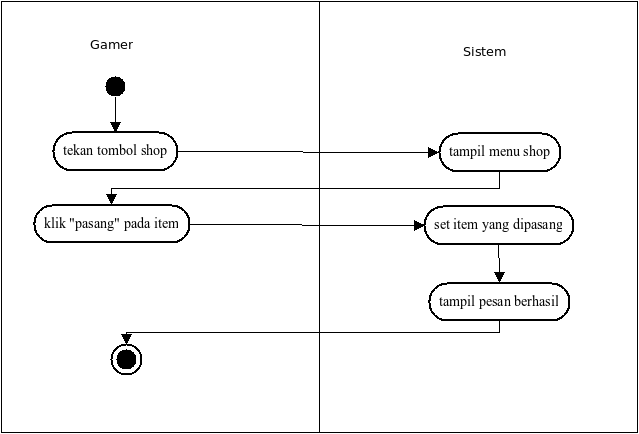 Gamer
Sistem
tekan tombol shop
tampil menu shop
klik "pasang" pada item
set item yang dipasang
tampil pesan berhasil